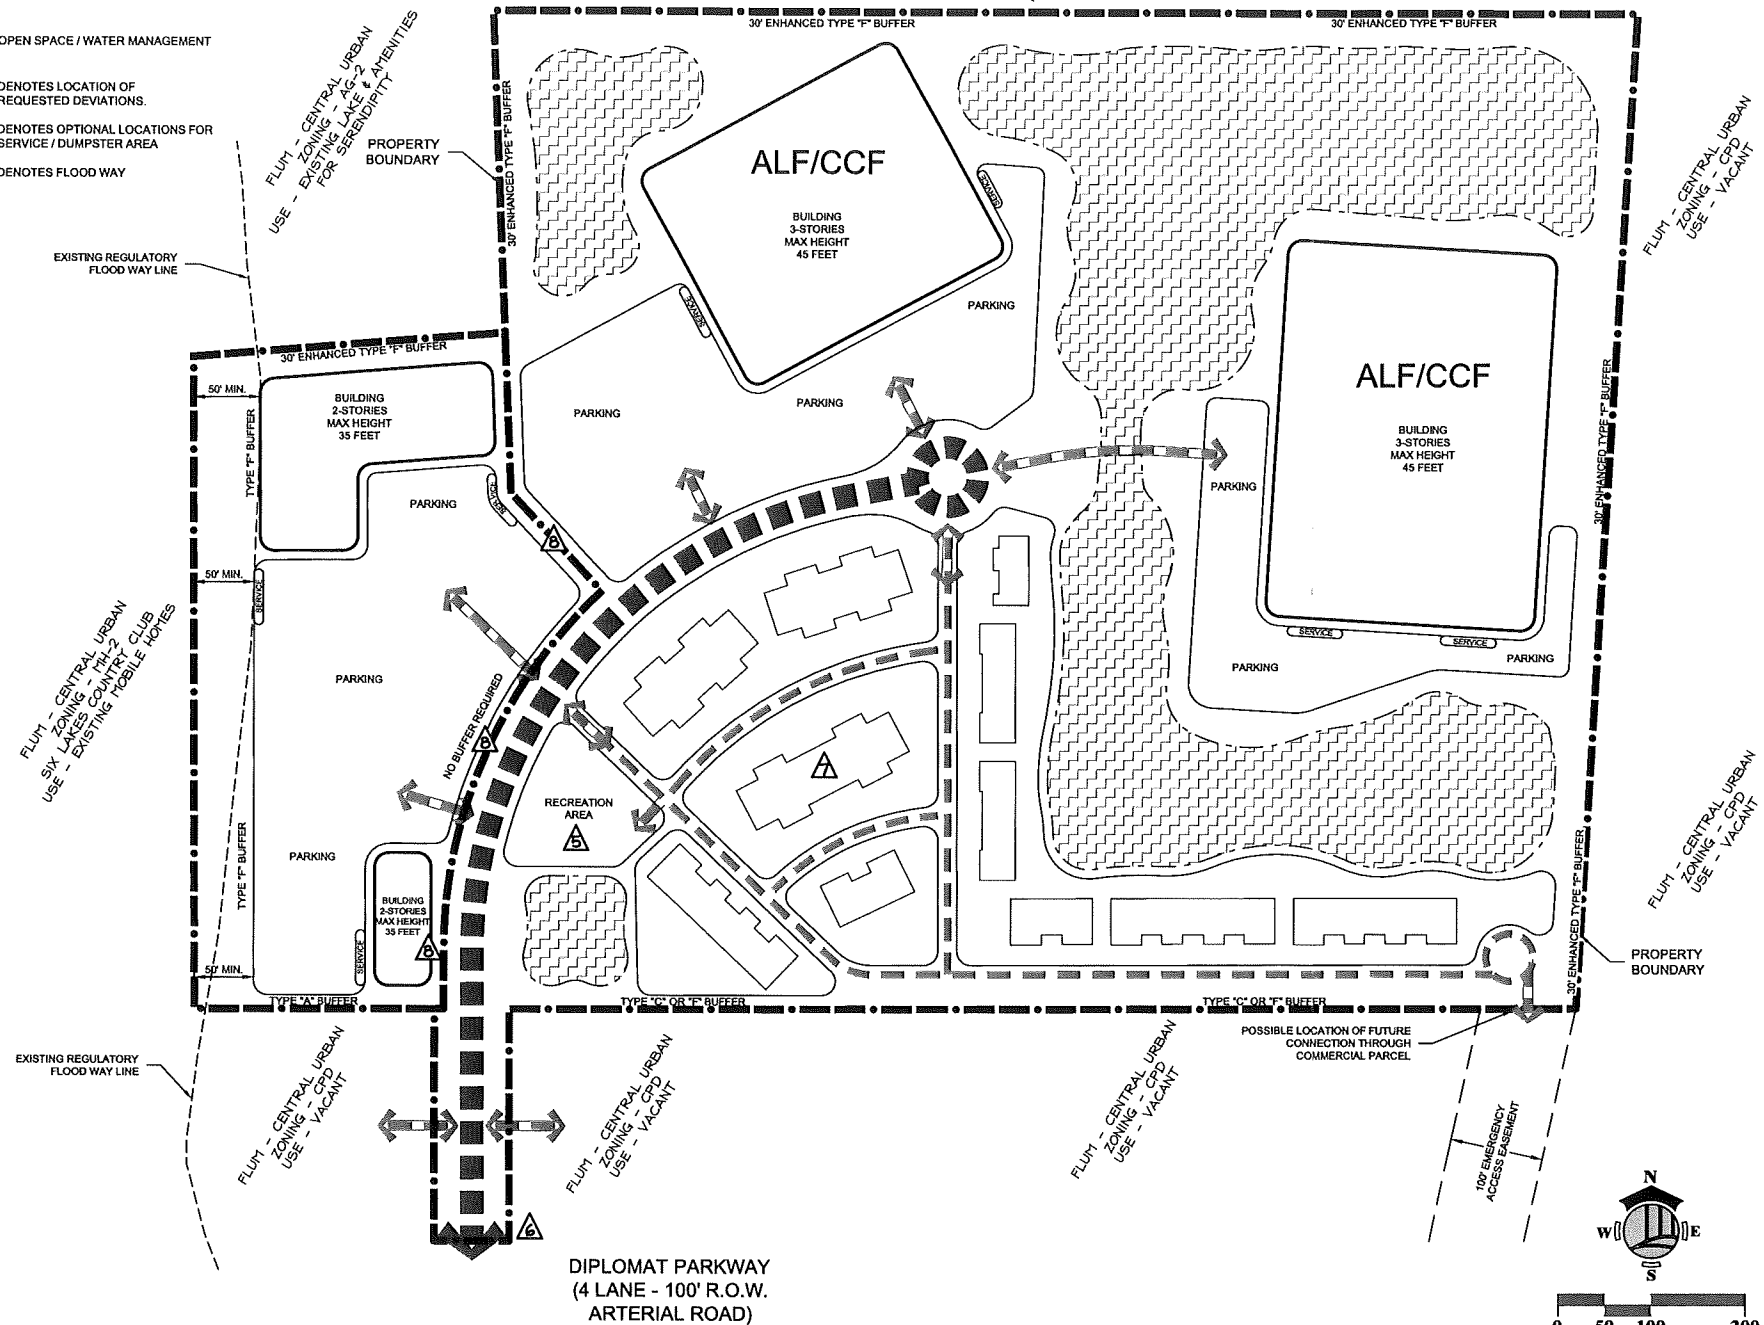 OPEN SPACE / WATER MANAGEMENT
DENOTES LOCATION OF
REQUESTED DEVIATIONS.
DENOTES OPTIONAL LOCATIONS FOR
SERVICE / DUMPSTER AREA
DENOTES FLOOD WAY
FLUM - CENTRAL URBAN
ZONING - AG-2
EXISTING LAKE & AMENITIES
FOR SERENDIPITY
USE -
PROPERTY
BOUNDARY
30' ENHANCED TYPE "F" BUFFER
30' ENHANCED TYPE "F" BUFFER
30' ENHANCED TYPE "F" BUFFER
ALF/CCF
BUILDING
3-STORIES
MAX HEIGHT
45 FEET
SERVICE
SERVICE
PARKING
PARKING
PARKING
FLUM - CENTRAL URBAN
ZONING - CPD
USE - VACANT
EXISTING REGULATORY
FLOOD WAY LINE
30' ENHANCED TYPE "F" BUFFER
50' MIN.
BUILDING
2-STORIES
MAX HEIGHT
35 FEET
TYPE "F" BUFFER
PARKING
SERVICE
8
ALF/CCF
BUILDING
3-STORIES
MAX HEIGHT
45 FEET
PARKING
30' ENHANCED TYPE "F" BUFFER
50' MIN.
SERVICE
SERVICE
SERVICE
PARKING
PARKING
FLUM - CENTRAL URBAN
ZONING - MH-2
SIX LAKES COUNTRY CLUB
USE - EXISTING MOBILE HOMES
PARKING
NO BUFFER REQUIRED
8
7
RECREATION
AREA
5
FLUM - CENTRAL URBAN
ZONING - CPD
USE - VACANT
TYPE "F" BUFFER
PARKING
BUILDING
2-STORIES
MAX HEIGHT
35 FEET
8
SERVICE
50' MIN.
30' ENHANCED TYPE "F" BUFFER
PROPERTY
BOUNDARY
TYPE "A" BUFFER
TYPE "C" OR "F" BUFFER
TYPE "C" OR "F" BUFFER
POSSIBLE LOCATION OF FUTURE
CONNECTION THROUGH
COMMERCIAL PARCEL
EXISTING REGULATORY
FLOOD WAY LINE
FLUM - CENTRAL URBAN
ZONING - CPD
USE - VACANT
FLUM - CENTRAL URBAN
ZONING - CPD
USE - VACANT
FLUM - CENTRAL URBAN
ZONING - CPD
USE - VACANT
100' EMERGENCY
ACCESS EASEMENT
6
DIPLOMAT PARKWAY
(4 LANE - 100' R.O.W.
ARTERIAL ROAD)
N
W E
S
0 50 100 200